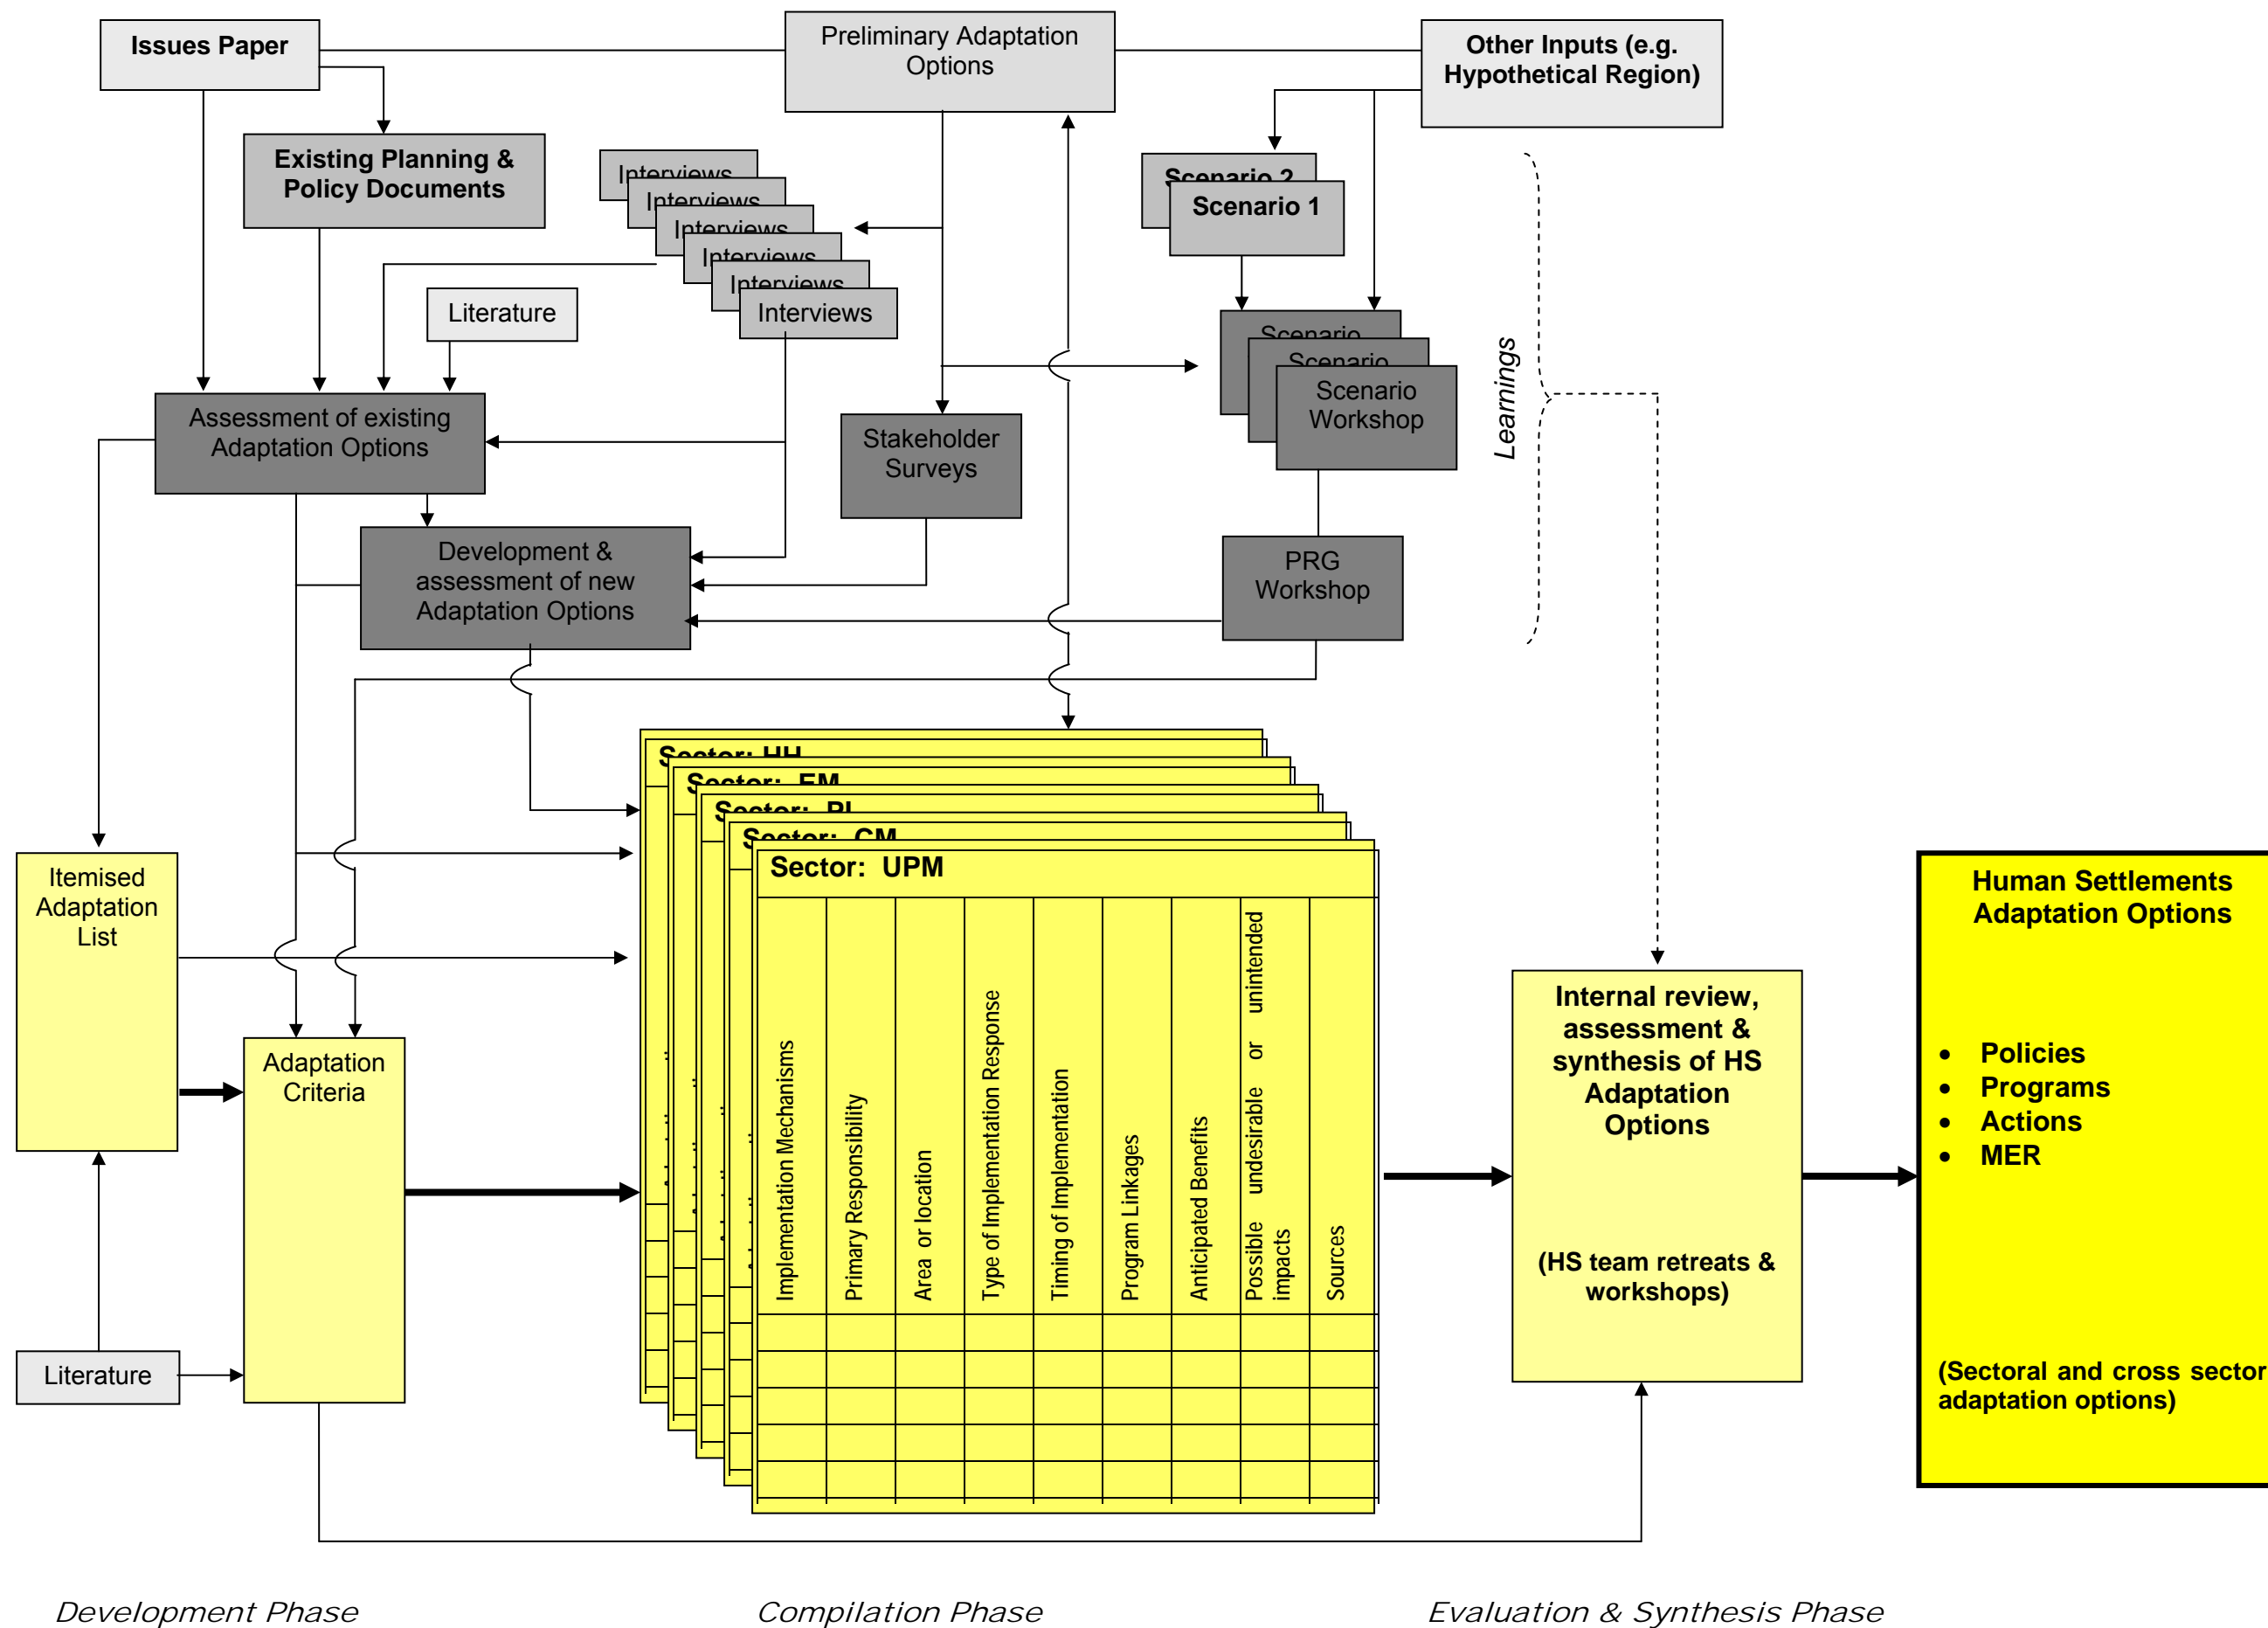 Issues Paper
Preliminary Adaptation
Options
Other Inputs (e.g.
Hypothetical Region)
Existing Planning &
Policy Documents
Interviews
Interviews
Interviews
Interviews
Interviews
Interviews
Literature
Scenario 2
Scenario 1
Scenario
Scenario
Scenario
Workshop
Learnings
Assessment of existing
Adaptation Options
Stakeholder
Surveys
Development &
assessment of new
Adaptation Options
PRG
Workshop
Sector: HH
Sector: EM
Sector: PI
Sector: CM
Sector: UPM
Implementation Mechanisms
Primary Responsibility
Area or location
Type of Implementation Response
Timing of Implementation
Program Linkages
Anticipated Benefits
Possible undesirable or unintended
impacts
Sources
Itemised
Adaptation
List
Adaptation
Criteria
Literature
Internal review,
assessment &
synthesis of HS
Adaptation
Options
(HS team retreats &
workshops)
Human Settlements
Adaptation Options
• Policies
• Programs
• Actions
• MER
(Sectoral and cross sector
adaptation options)
Development Phase
Compilation Phase
Evaluation & Synthesis Phase